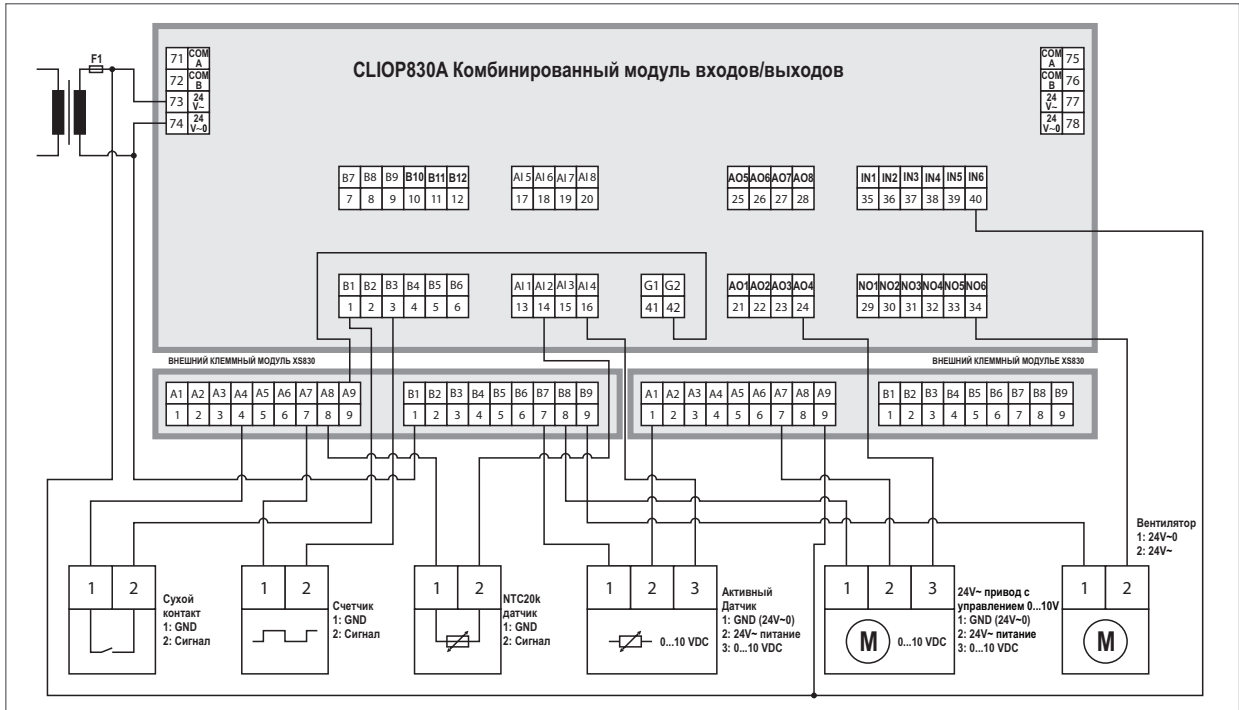 F1
71 COM A
72 COM B
73 24 V~
74 24 V~0
CLIOP830A Комбинированный модуль входов/выходов
COM A 75
COM B 76
24 V~ 77
24 V~0 78
B7 B8 B9 B10 B11 B12
7 8 9 10 11 12
AI 5 AI 6 AI 7 AI 8
17 18 19 20
AO5 AO6 AO7 AO8
25 26 27 28
IN1 IN2 IN3 IN4 IN5 IN6
35 36 37 38 39 40
B1 B2 B3 B4 B5 B6
1 2 3 4 5 6
AI 1 AI 2 AI 3 AI 4
13 14 15 16
G1 G2
41 42
AO1 AO2 AO3 AO4
21 22 23 24
NO1 NO2 NO3 NO4 NO5 NO6
29 30 31 32 33 34
ВНЕШНИЙ КЛЕММНЫЙ МОДУЛЬ XS830
ВНЕШНИЙ КЛЕММНЫЙ МОДУЛЬЕ XS830
A1 A2 A3 A4 A5 A6 A7 A8 A9
1 2 3 4 5 6 7 8 9
B1 B2 B3 B4 B5 B6 B7 B8 B9
1 2 3 4 5 6 7 8 9
A1 A2 A3 A4 A5 A6 A7 A8 A9
1 2 3 4 5 6 7 8 9
B1 B2 B3 B4 B5 B6 B7 B8 B9
1 2 3 4 5 6 7 8 9
1 2
Сухой
контакт
1: GND
2: Сигнал
1 2
Счетчик
1: GND
2: Сигнал
1 2
NTC20k
датчик
1: GND
2: Сигнал
1 2 3
0...10 VDC
Активный
Датчик
1: GND (24V~0)
2: 24V~ питание
3: 0...10 VDC
1 2 3
M 0...10 VDC
24V~ привод с
управлением 0...10V
1: GND (24V~0)
2: 24V~ питание
3: 0...10 VDC
Вентилятор
1: 24V~0
2: 24V~
1 2
M